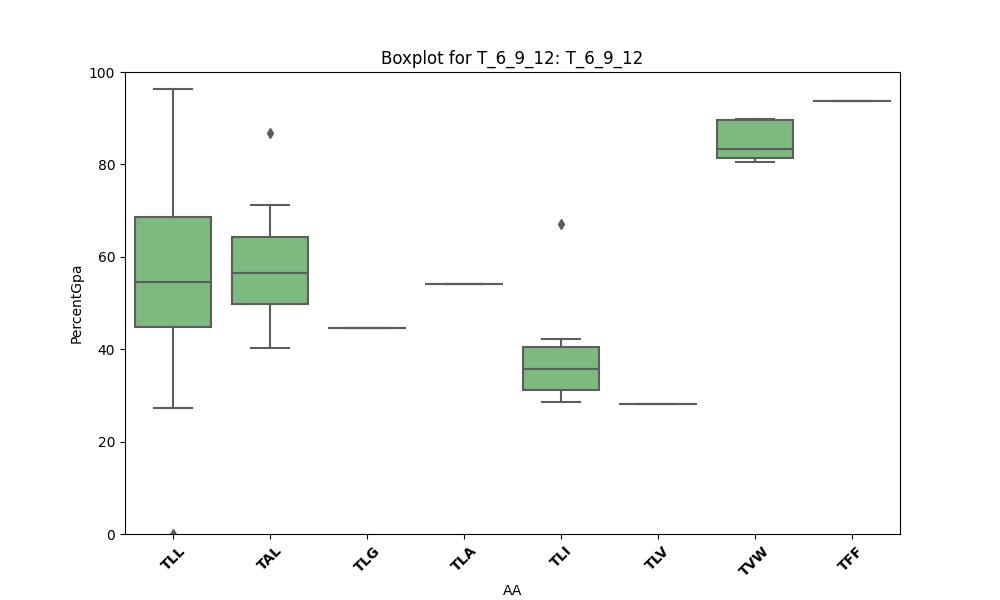 Boxplot for T_6_9_12: T_6_9_12
PercentGpa
100
80
60
40
20
0
TLL
TAL
TLG
TLA
TLI
TLV
TVW
TFF
AA